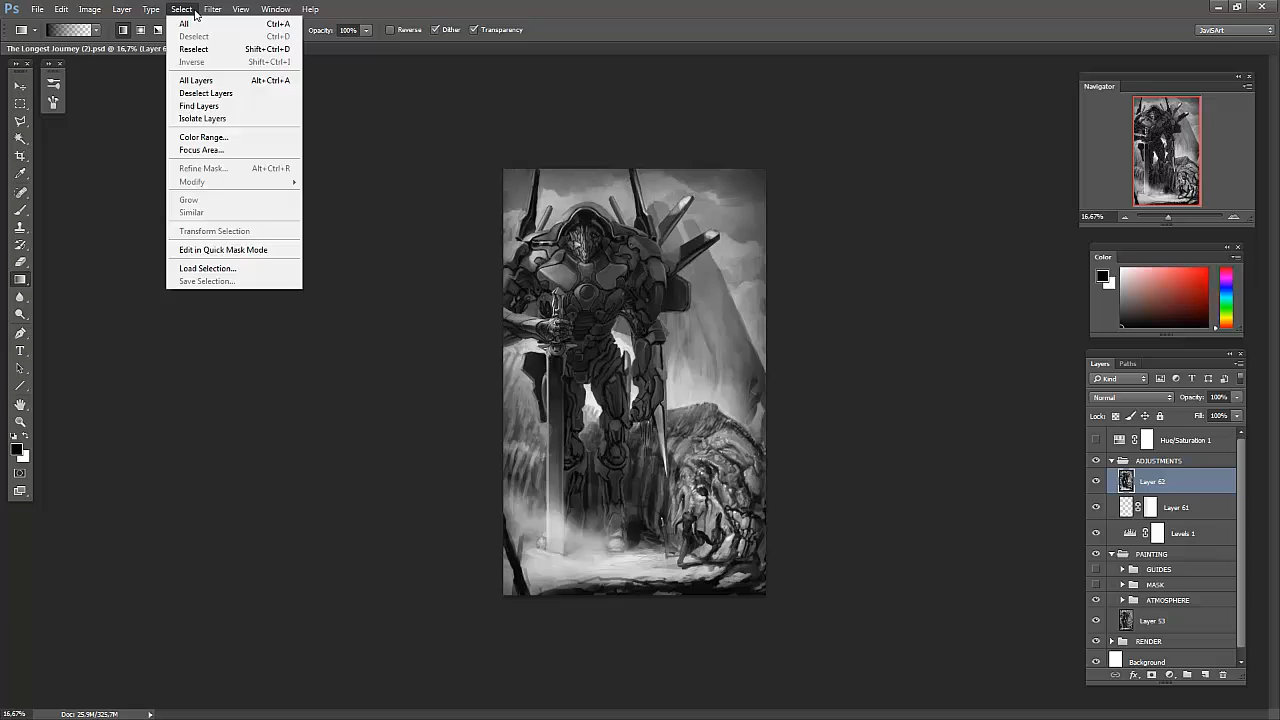 Ps File Edit Image Layer Type Select Filter View Window Help
Opacity: 100% Reverse Dither Transparency JaviSArt
The Longest Journey (2).psd @ 16,7% (Layer 6
All Ctrl+A
Deselect Ctrl+D
Reselect Shift+Ctrl+D
Inverse Shift+Ctrl+I
All Layers Alt+Ctrl+A
Deselect Layers
Find Layers
Isolate Layers
Color Range...
Focus Area...
Refine Mask... Alt+Ctrl+R
Modify
Grow
Similar
Transform Selection
Edit in Quick Mask Mode
Load Selection...
Save Selection...
Navigator
16.67%
Color
Layers Paths
Kind
Normal Opacity: 100%
Lock: Fill: 100%
Hue/Saturation 1
ADJUSTMENTS
Layer 62
Layer 61
Levels 1
PAINTING
GUIDES
MASK
ATMOSPHERE
Layer 53
RENDER
Background
16.67% Doc: 25.9M/325.7M